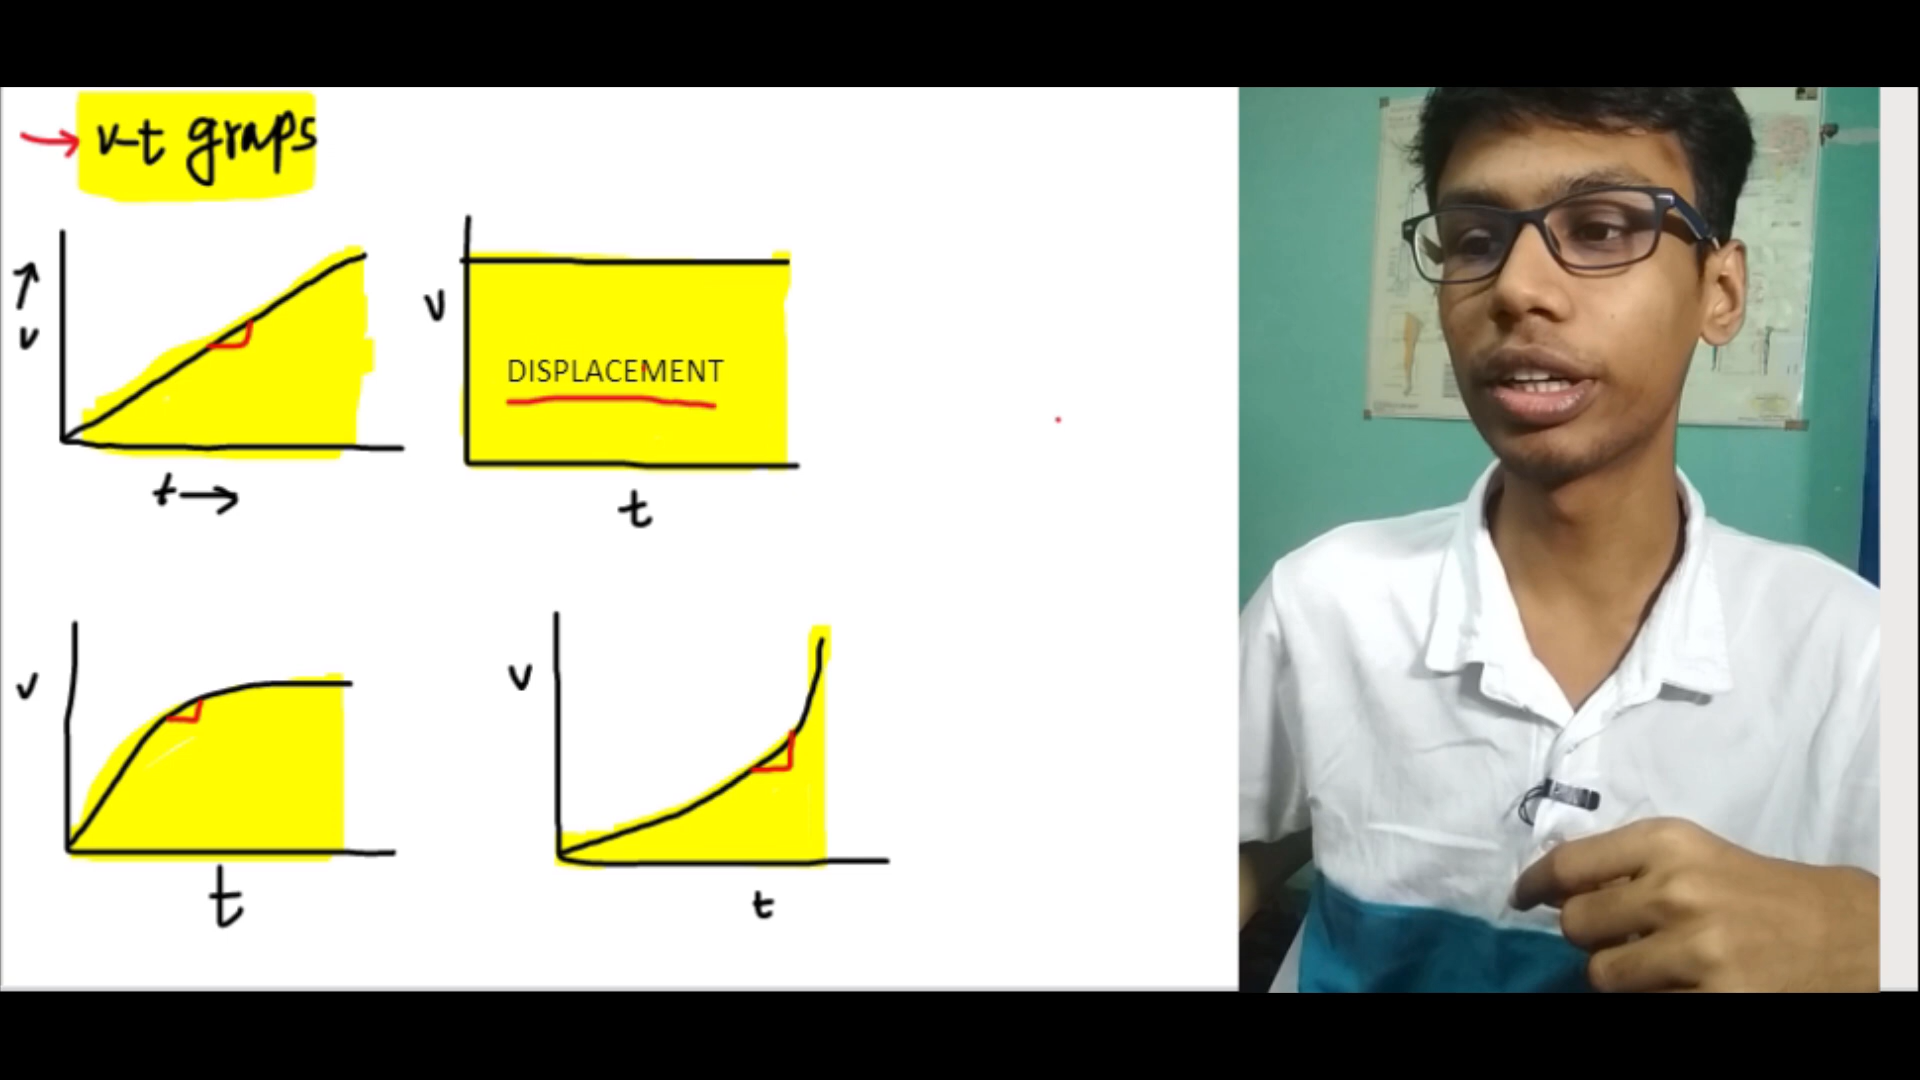 → v-t graps
↑
v
t →
v
DISPLACEMENT
t
v
t
v
t